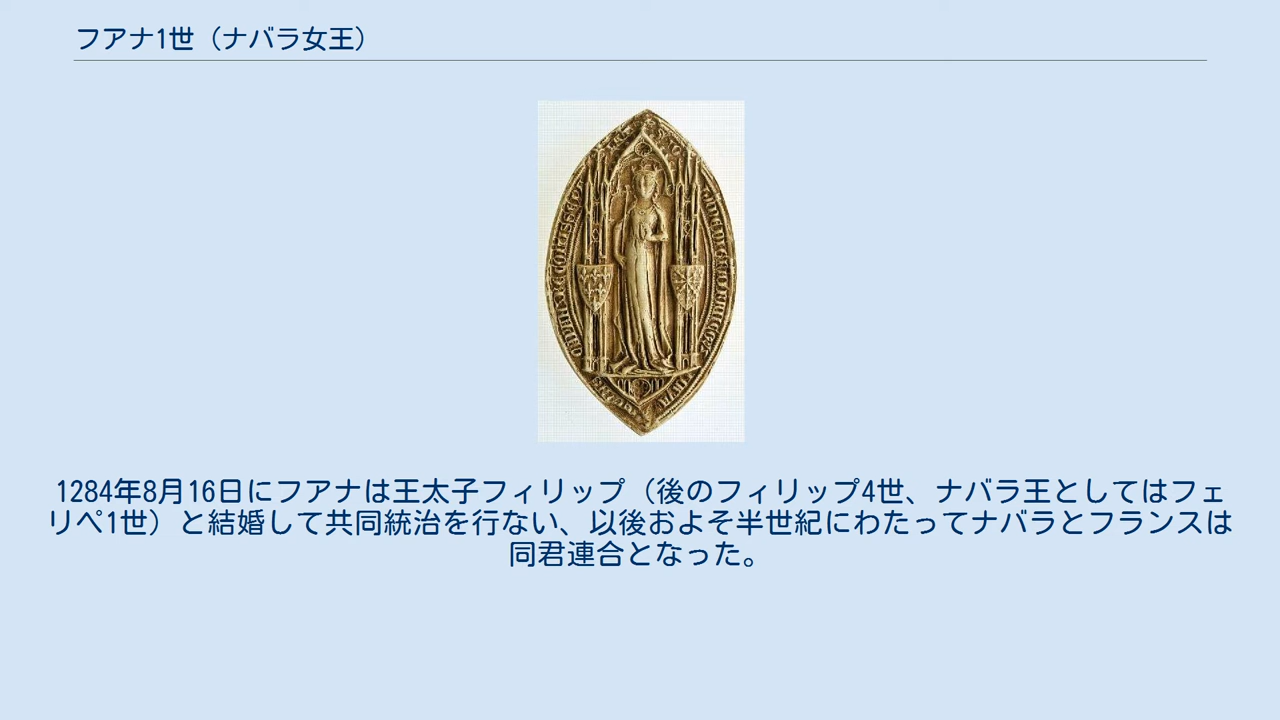 フアナ1世（ナバラ女王）
1284年8月16日にフアナは王太子フィリップ（後のフィリップ4世、ナバラ王としてはフェ
リペ1世）と結婚して共同統治を行ない、以後およそ半世紀にわたってナバラとフランスは
同君連合となった。